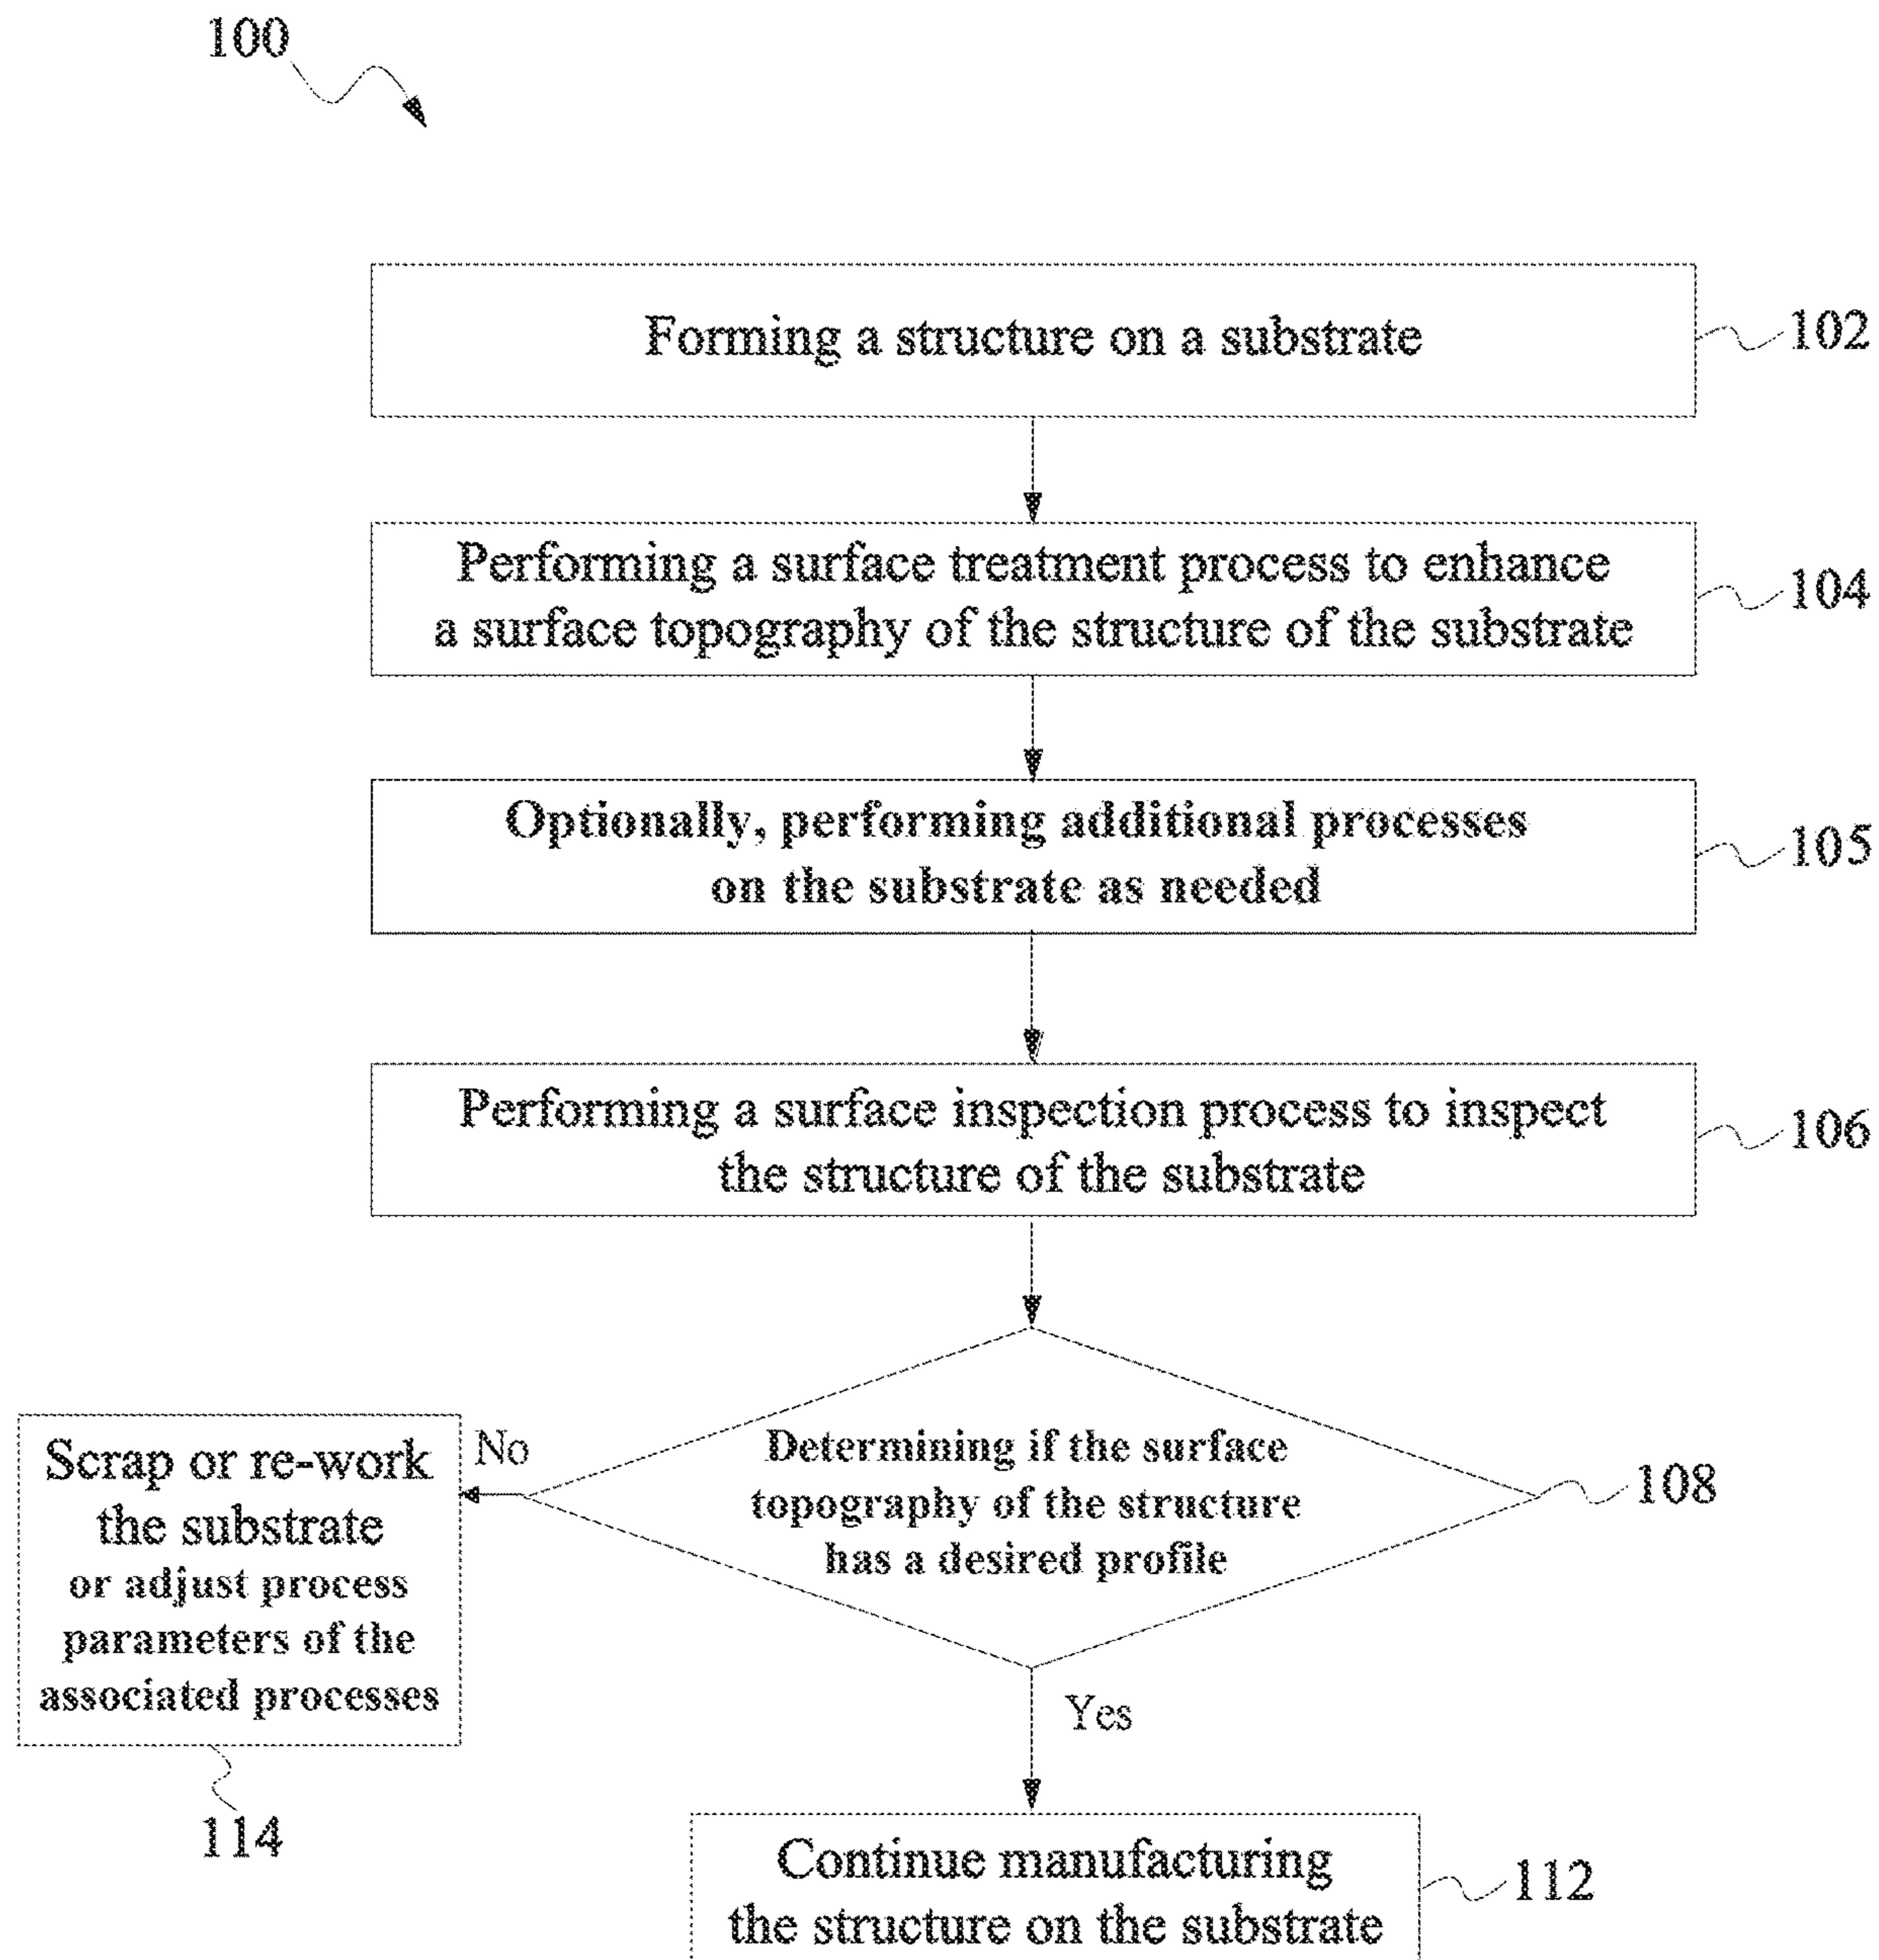 100
Forming a structure on a substrate
102
Performing a surface treatment process to enhance
a surface topography of the structure of the substrate
104
Optionally, performing additional processes
on the substrate as needed
105
Performing a surface inspection process to inspect
the structure of the substrate
106
Determining if the surface
topography of the structure
has a desired profile
108
No
Scrap or re-work
the substrate
or adjust process
parameters of the
associated processes
114
Yes
Continue manufacturing
the structure on the substrate
112